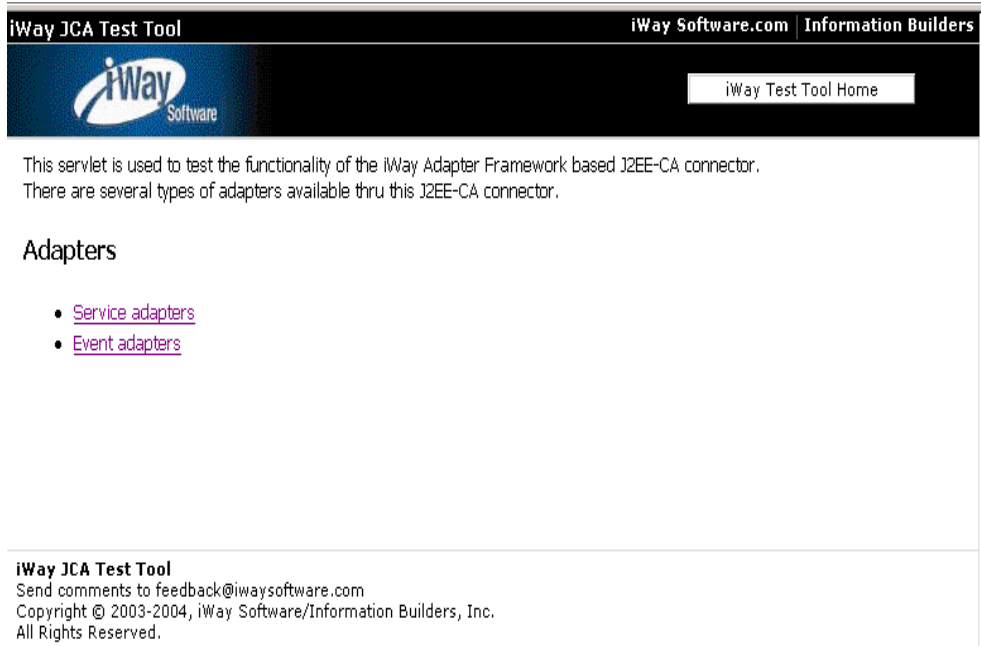 iWay JCA Test Tool
iWay Software.com | Information Builders
iWay
Software
iWay Test Tool Home
This servlet is used to test the functionality of the iWay Adapter Framework based J2EE-CA connector.
There are several types of adapters available thru this J2EE-CA connector.
Adapters
• Service adapters
• Event adapters
iWay JCA Test Tool
Send comments to feedback@iwaysoftware.com
Copyright © 2003-2004, iWay Software/Information Builders, Inc.
All Rights Reserved.